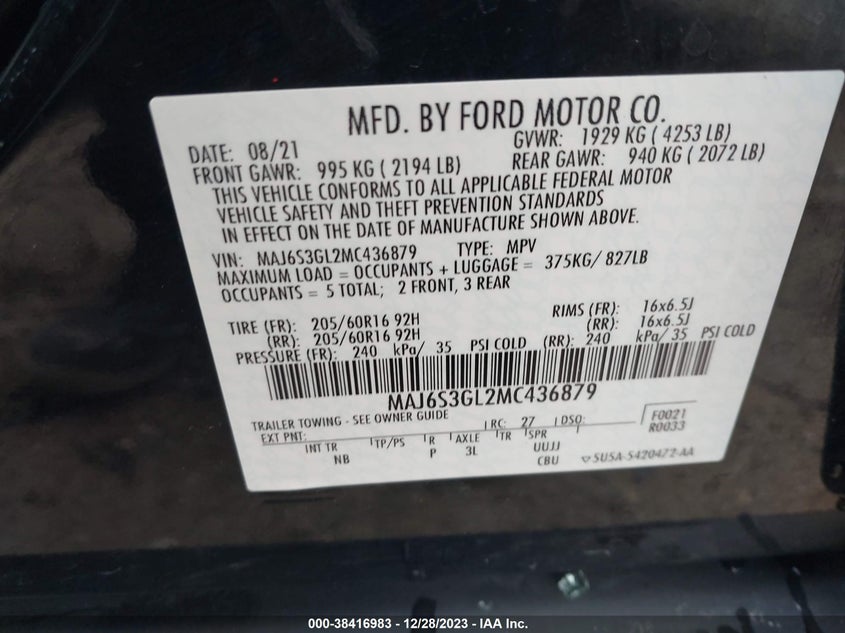 MFD. BY FORD MOTOR CO.
DATE: 08/21 GVWR: 1929 KG ( 4253 LB)
FRONT GAWR: 995 KG ( 2194 LB) REAR GAWR: 940 KG ( 2072 LB)
THIS VEHICLE CONFORMS TO ALL APPLICABLE FEDERAL MOTOR
VEHICLE SAFETY AND THEFT PREVENTION STANDARDS
IN EFFECT ON THE DATE OF MANUFACTURE SHOWN ABOVE.
VIN: MAJ6S3GL2MC436879 TYPE: MPV
MAXIMUM LOAD = OCCUPANTS + LUGGAGE = 375KG/ 827LB
OCCUPANTS = 5 TOTAL; 2 FRONT, 3 REAR
TIRE (FR): 205/60R16 92H RIMS (FR): 16x6.5J
(RR): 205/60R16 92H (RR): 16x6.5J
PRESSURE (FR): 240 kPa/ 35 PSI COLD (RR): 240 kPa/ 35 PSI COLD
MAJ6S3GL2MC436879
TRAILER TOWING - SEE OWNER GUIDE RC: 27 DSO: F0021
EXT PNT: R0033
INT TR TP/PS R AXLE TR SPR
NB P 3L UUJJ
CBU SU5A-5420472-AA
000-38416983 - 12/28/2023 - IAA Inc.